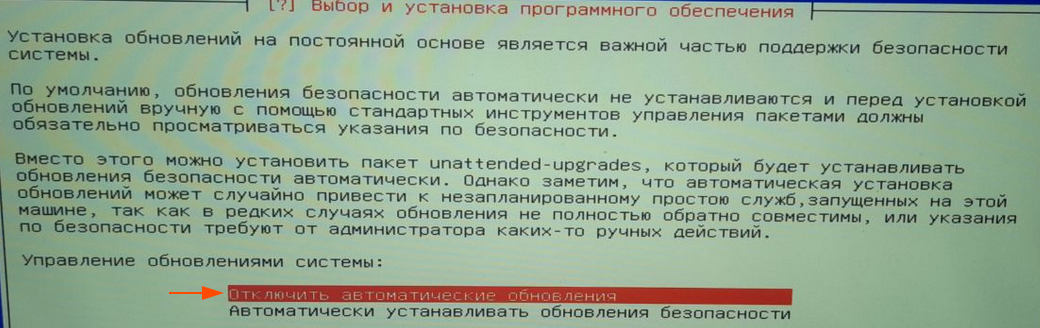 [?] Выбор и установка программного обеспечения
Установка обновлений на постоянной основе является важной частью поддержки безопасности
системы.
По умолчанию, обновления безопасности автоматически не устанавливаются и перед установкой
обновлений вручную с помощью стандартных инструментов управления пакетами должны
обязательно просматриваться указания по безопасности.
Вместо этого можно установить пакет unattended-upgrades, который будет устанавливать
обновления безопасности автоматически. Однако заметим, что автоматическая установка
обновлений может случайно привести к незапланированному простою служб,запущенных на этой
машине, так как в редких случаях обновления не полностью обратно совместимы, или указания
по безопасности требуют от администратора каких-то ручных действий.
Управление обновлениями системы:
Отключить автоматические обновления
Автоматически устанавливать обновления безопасности